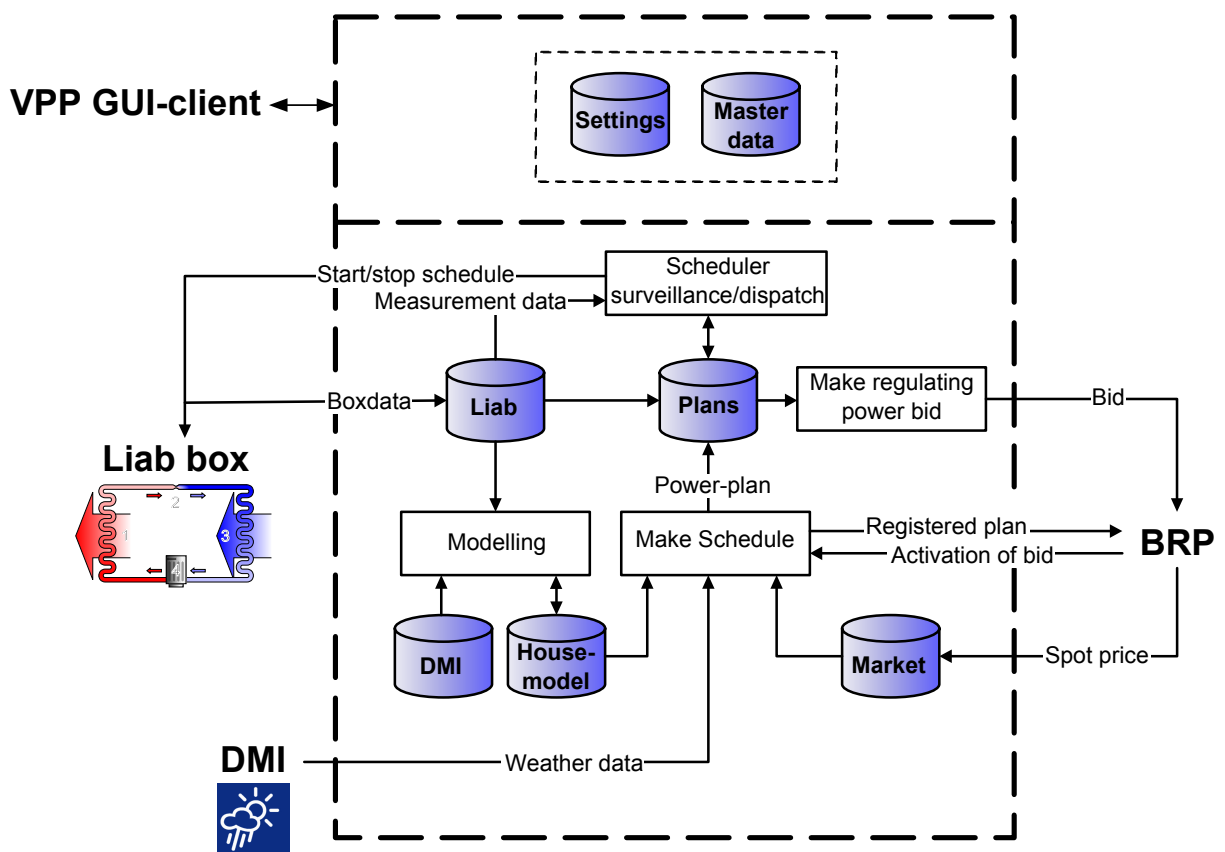 VPP GUI-client
Settings
Master
data
Start/stop schedule
Measurement data
Scheduler
surveillance/dispatch
Boxdata
Liab
Plans
Make regulating
power bid
Bid
Liab box
1
2
3
4
Power-plan
Modelling
Make Schedule
Registered plan
Activation of bid
BRP
DMI
House-
model
Market
Spot price
DMI
Weather data